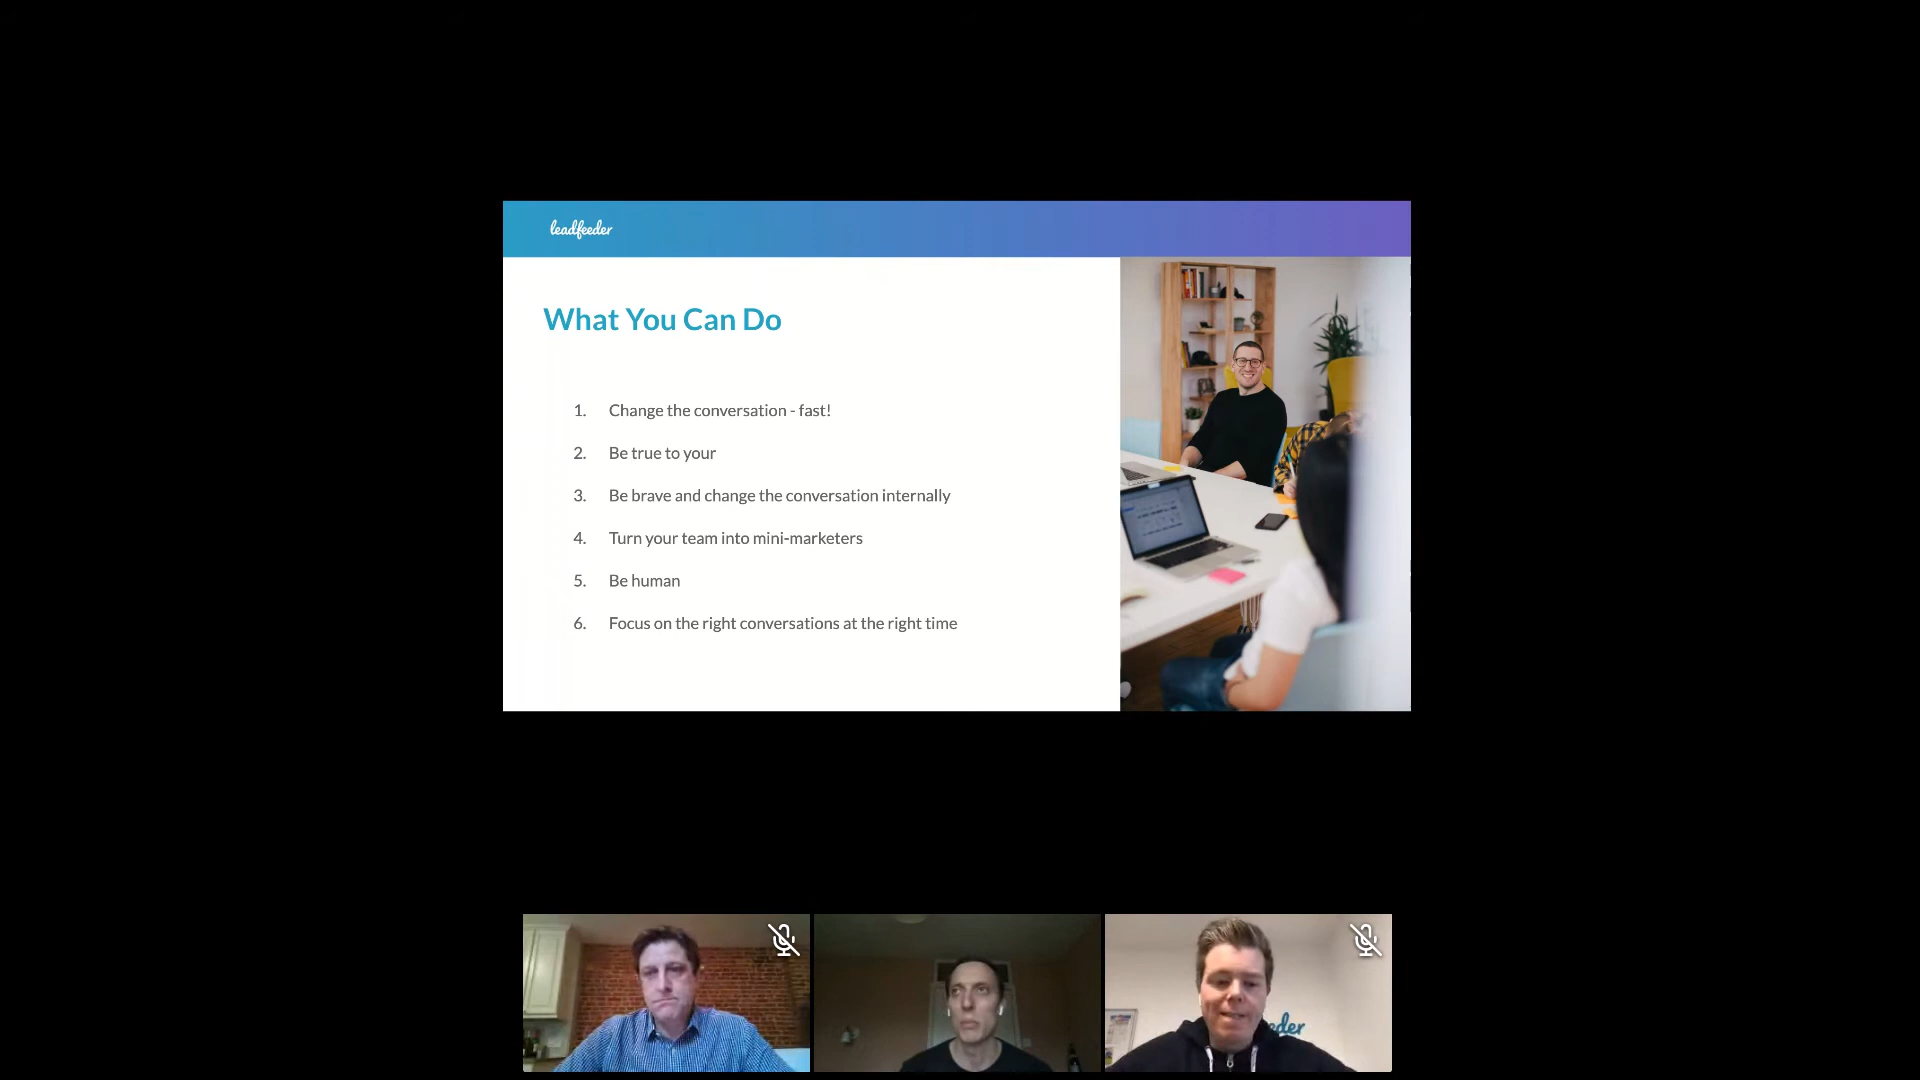 leadfeeder
What You Can Do
1. Change the conversation - fast!
2. Be true to your
3. Be brave and change the conversation internally
4. Turn your team into mini-marketers
5. Be human
6. Focus on the right conversations at the right time
eder